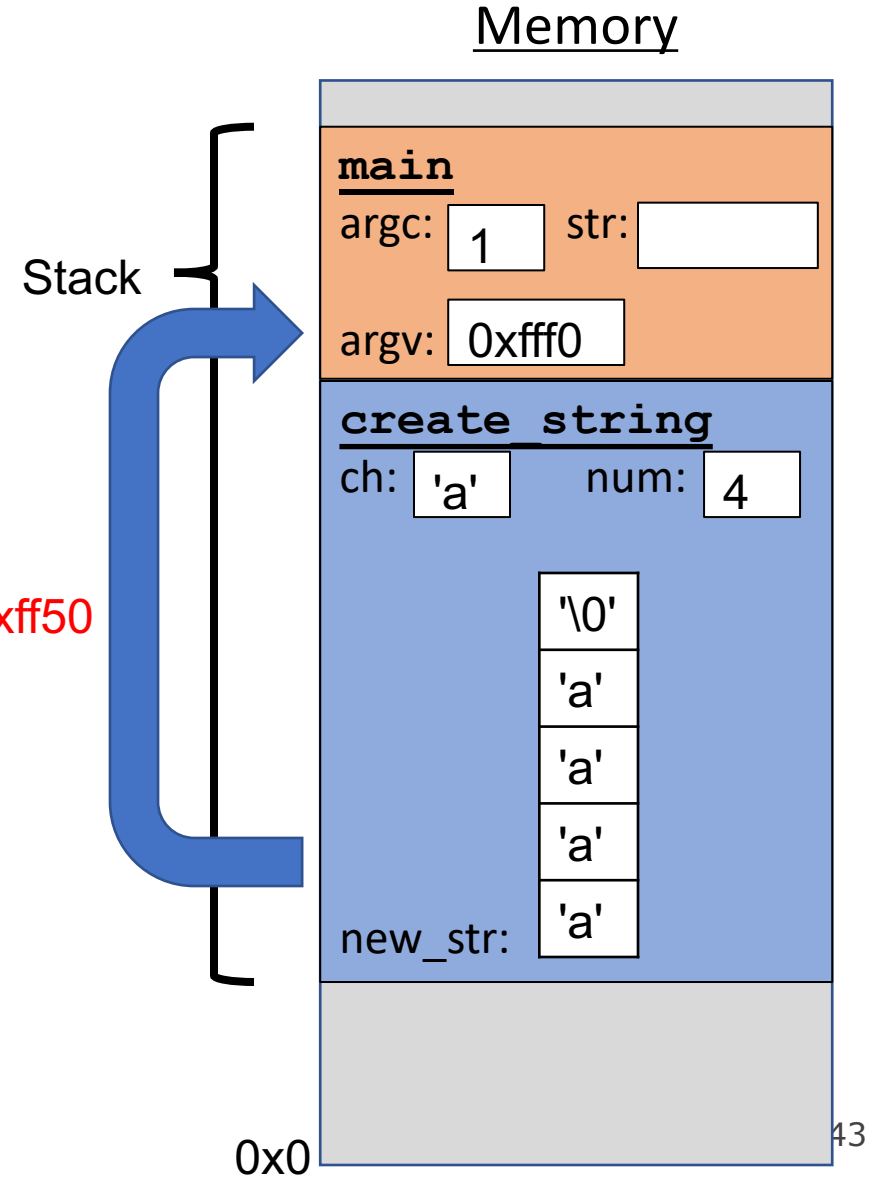 Memory
main
argc: 1 str:
Stack
argv: 0xfff0
create_string
ch: 'a' num: 4
'\0'
xff50
'a'
'a'
'a'
new_str: 'a'
0x0
43